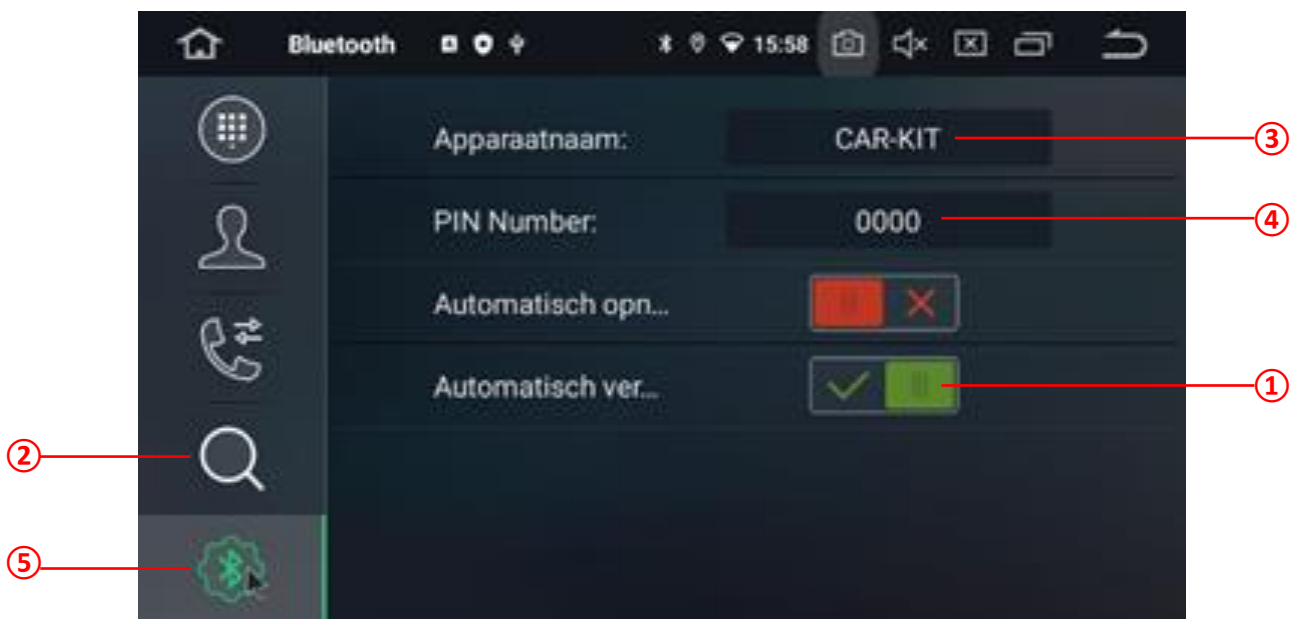 Bluetooth 15:58
Apparaatnaam: CAR-KIT ③
PIN Number: 0000 ④
Automatisch opn...
Automatisch ver... ①
②
⑤